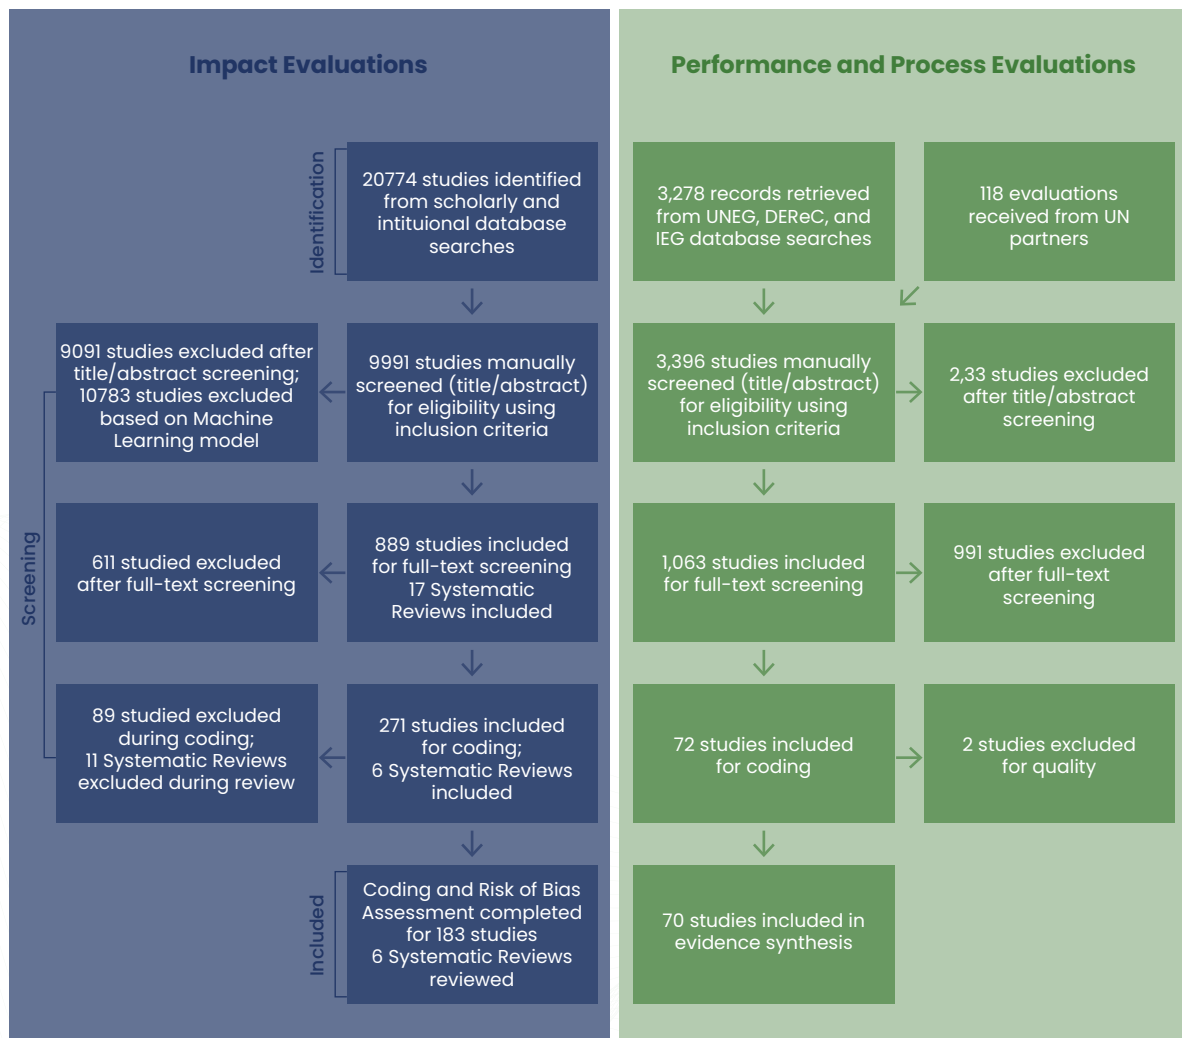 Impact Evaluations
Identification
20774 studies identified
from scholarly and
intituional database
searches
9991 studies manually
screened (title/abstract)
for eligibility using
inclusion criteria
9091 studies excluded after
title/abstract screening;
10783 studies excluded
based on Machine
Learning model
Screening
889 studies included
for full-text screening
17 Systematic
Reviews included
611 studied excluded
after full-text screening
271 studies included
for coding;
6 Systematic Reviews
included
89 studied excluded
during coding;
11 Systematic Reviews
excluded during review
Included
Coding and Risk of Bias
Assessment completed
for 183 studies
6 Systematic Reviews
reviewed
Performance and Process Evaluations
3,278 records retrieved
from UNEG, DEReC, and
IEG database searches
118 evaluations
received from UN
partners
3,396 studies manually
screened (title/abstract)
for eligibility using
inclusion criteria
2,33 studies excluded
after title/abstract
screening
1,063 studies included
for full-text screening
991 studies excluded
after full-text
screening
72 studies included
for coding
2 studies excluded
for quality
70 studies included in
evidence synthesis